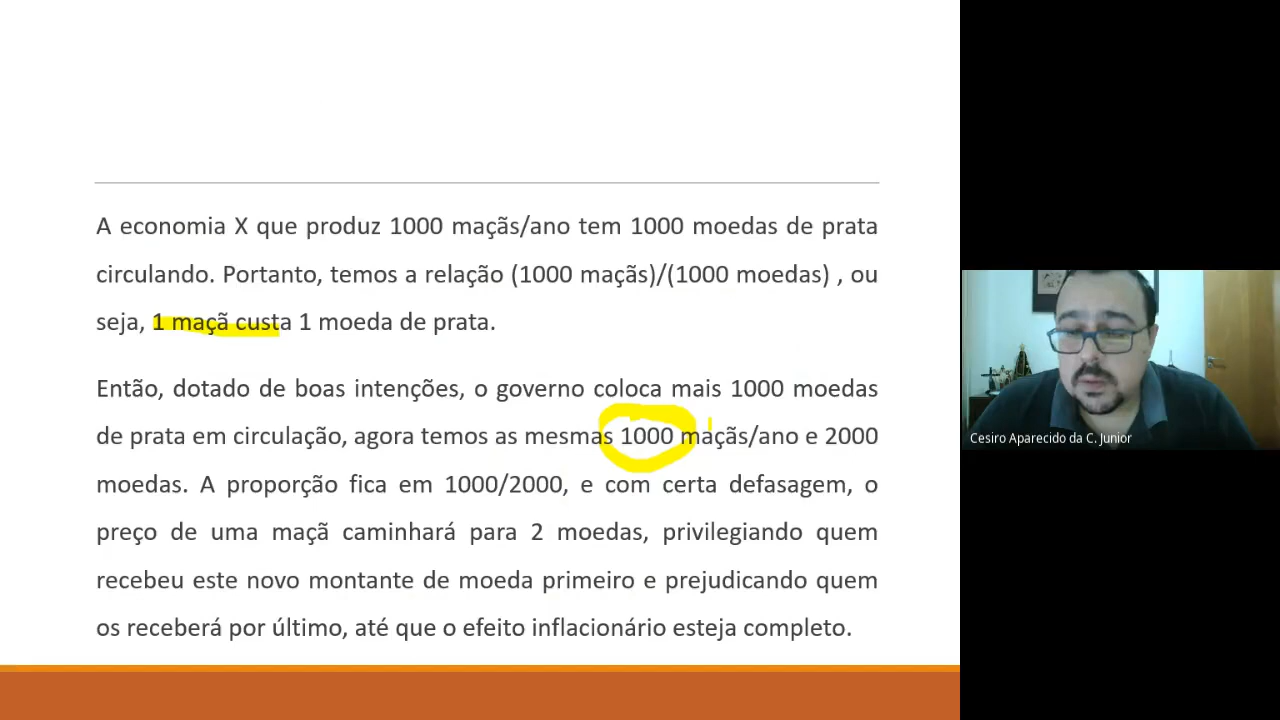 A economia X que produz 1000 maçãs/ano tem 1000 moedas de prata
circulando. Portanto, temos a relação (1000 maçãs)/(1000 moedas) , ou
seja, 1 maçã custa 1 moeda de prata.
Então, dotado de boas intenções, o governo coloca mais 1000 moedas
de prata em circulação, agora temos as mesmas 1000 maçãs/ano e 2000
moedas. A proporção fica em 1000/2000, e com certa defasagem, o
preço de uma maçã caminhará para 2 moedas, privilegiando quem
recebeu este novo montante de moeda primeiro e prejudicando quem
os receberá por último, até que o efeito inflacionário esteja completo.
Cesiro Aparecido da C. Junior